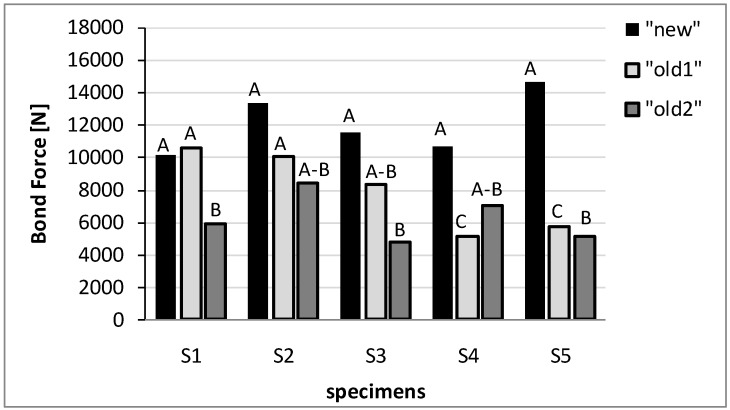 18000
16000
14000
12000
10000
8000
6000
4000
2000
0
Bond Force [N]
A A B
A A A-B
A A-B B
A C A-B
A C B
S1 S2 S3 S4 S5
specimens
"new"
"old1"
"old2"